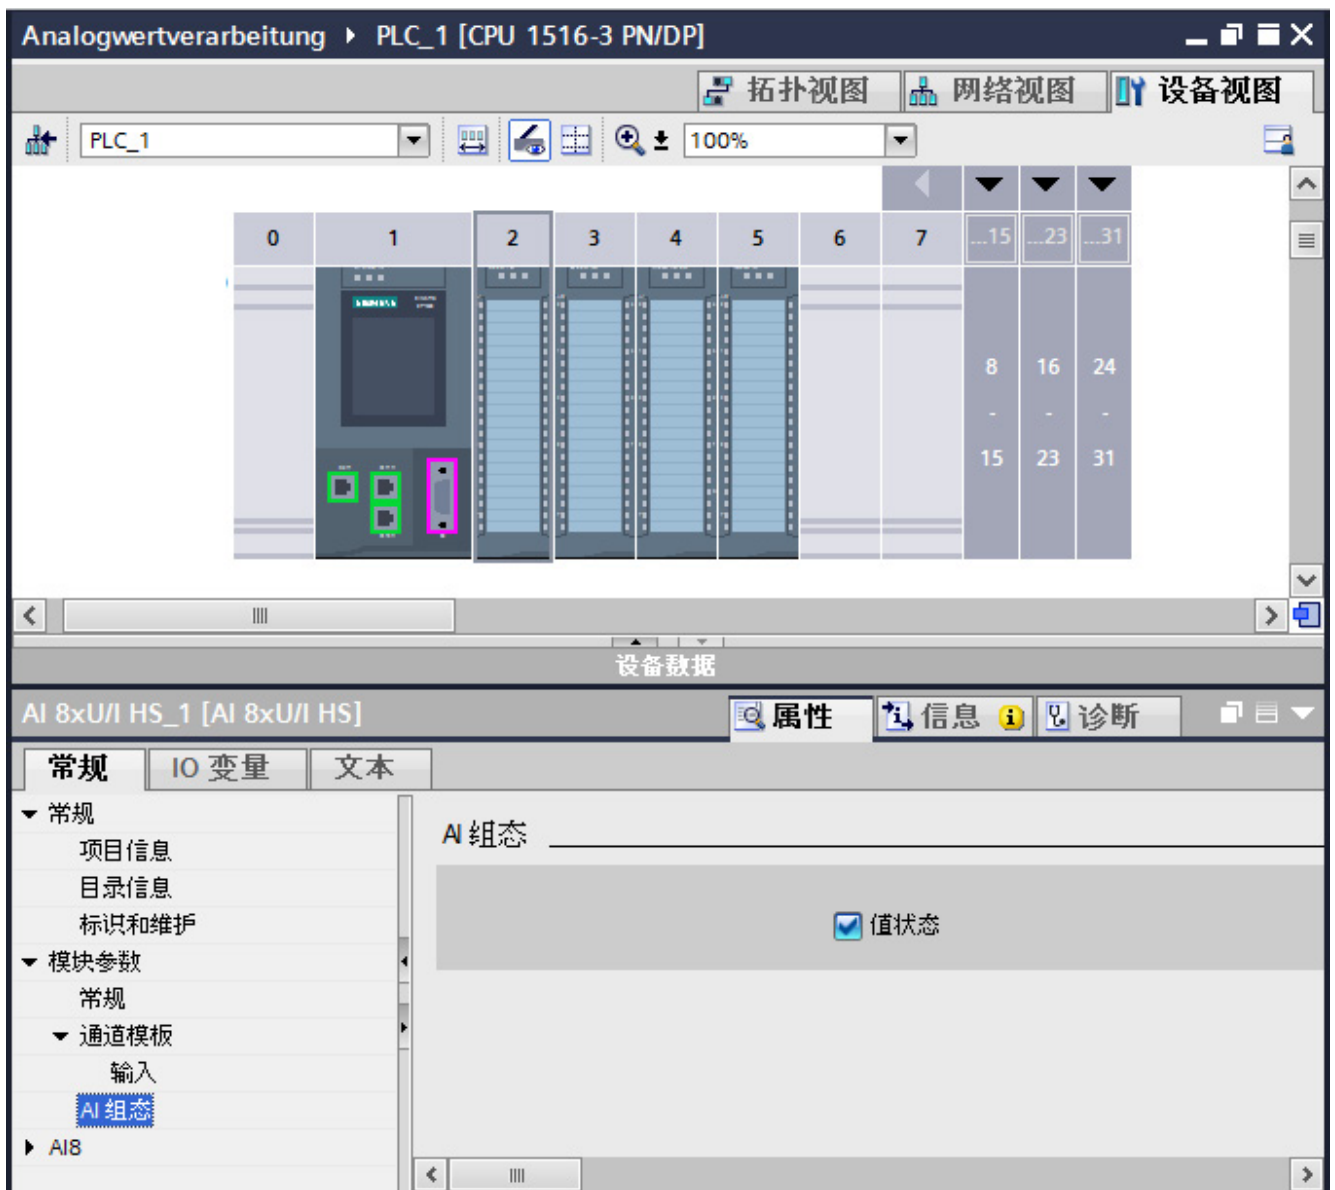 Analogwertverarbeitung ▸ PLC_1 [CPU 1516-3 PN/DP]
拓扑视图 网络视图 设备视图
PLC_1 100%
0 1 2 3 4 5 6 7 ...15 ...23 ...31
SIEMENS
8 16 24
- - -
15 23 31
设备数据
AI 8xU/I HS_1 [AI 8xU/I HS] 属性 信息 诊断
常规 IO 变量 文本
常规
项目信息
目录信息
标识和维护
模块参数
常规
通道模板
输入
AI 组态
AI8
AI 组态
值状态